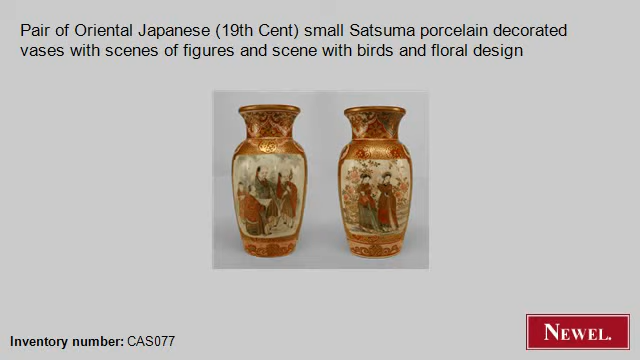 Pair of Oriental Japanese (19th Cent) small Satsuma porcelain decorated
vases with scenes of figures and scene with birds and floral design
Inventory number: CAS077
NEWEL.